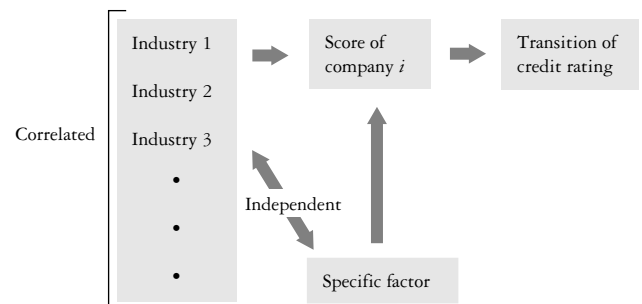 Industry 1
Industry 2
Industry 3
Correlated
Score of
company i
Transition of
credit rating
Independent
Specific factor